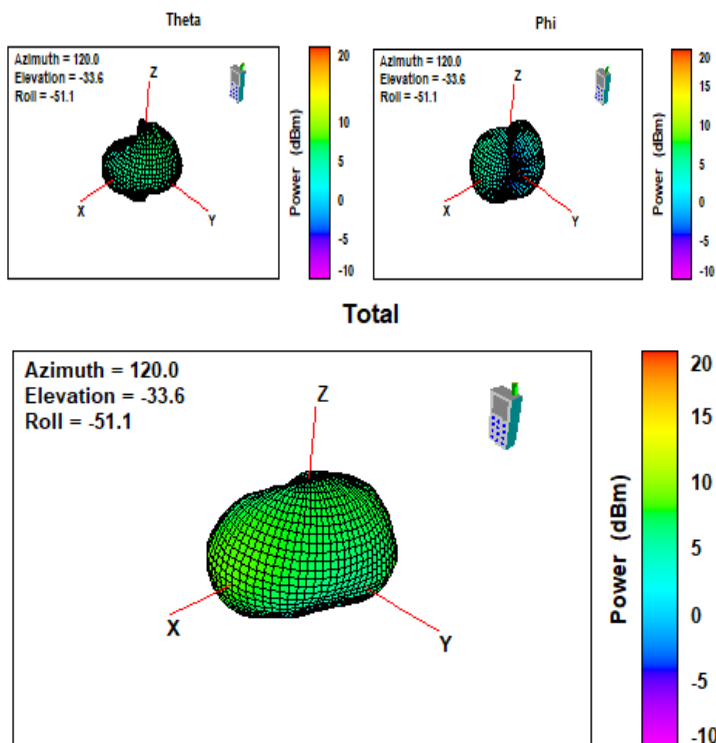 Theta
Azimuth = 120.0
Elevation = -33.6
Roll = -51.1
Z
X
Y
Power (dBm)
20
15
10
5
0
-5
-10
Phi
Azimuth = 120.0
Elevation = -33.6
Roll = -51.1
Z
X
Y
Power (dBm)
20
15
10
5
0
-5
-10
Total
Azimuth = 120.0
Elevation = -33.6
Roll = -51.1
Z
X
Y
Power (dBm)
20
15
10
5
0
-5
-10